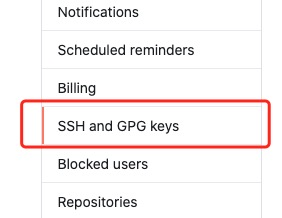 Notifications
Scheduled reminders
Billing
SSH and GPG keys
Blocked users
Repositories